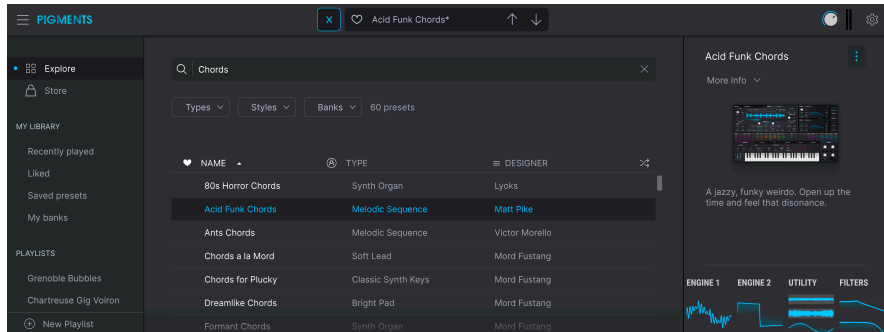 PIGMENTS
X
Acid Funk Chords*
Explore
Store
MY LIBRARY
Recently played
Liked
Saved presets
My banks
PLAYLISTS
Grenoble Bubbles
Chartreuse Gig Voiron
New Playlist
Chords
Types Styles Banks 60 presets
NAME TYPE DESIGNER
80s Horror Chords Synth Organ Lyoks
Acid Funk Chords Melodic Sequence Matt Pike
Ants Chords Melodic Sequence Victor Morello
Chords a la Mord Soft Lead Mord Fustang
Chords for Plucky Classic Synth Keys Mord Fustang
Dreamlike Chords Bright Pad Mord Fustang
Formant Chords Synth Organ Mord Fustang
Acid Funk Chords
More info
A jazzy, funky weirdo. Open up the
time and feel that disonance.
ENGINE 1 ENGINE 2 UTILITY FILTERS